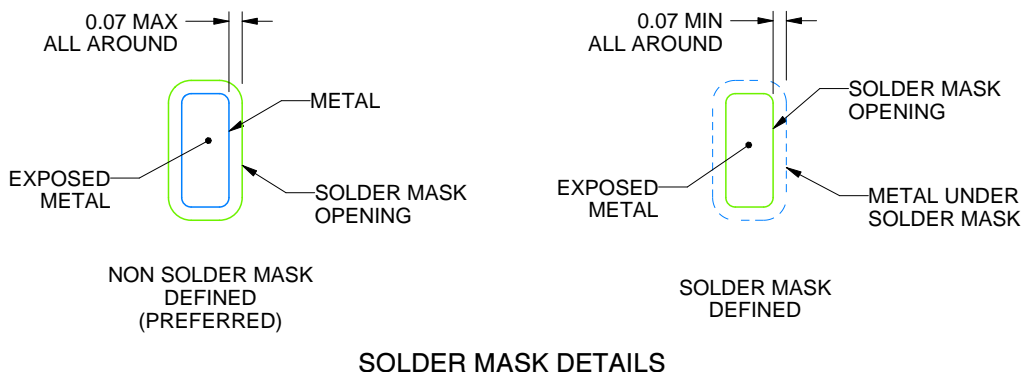 0.07 MAX
ALL AROUND
METAL
EXPOSED
METAL
SOLDER MASK
OPENING
NON SOLDER MASK
DEFINED
(PREFERRED)
0.07 MIN
ALL AROUND
SOLDER MASK
OPENING
EXPOSED
METAL
METAL UNDER
SOLDER MASK
SOLDER MASK
DEFINED
SOLDER MASK DETAILS